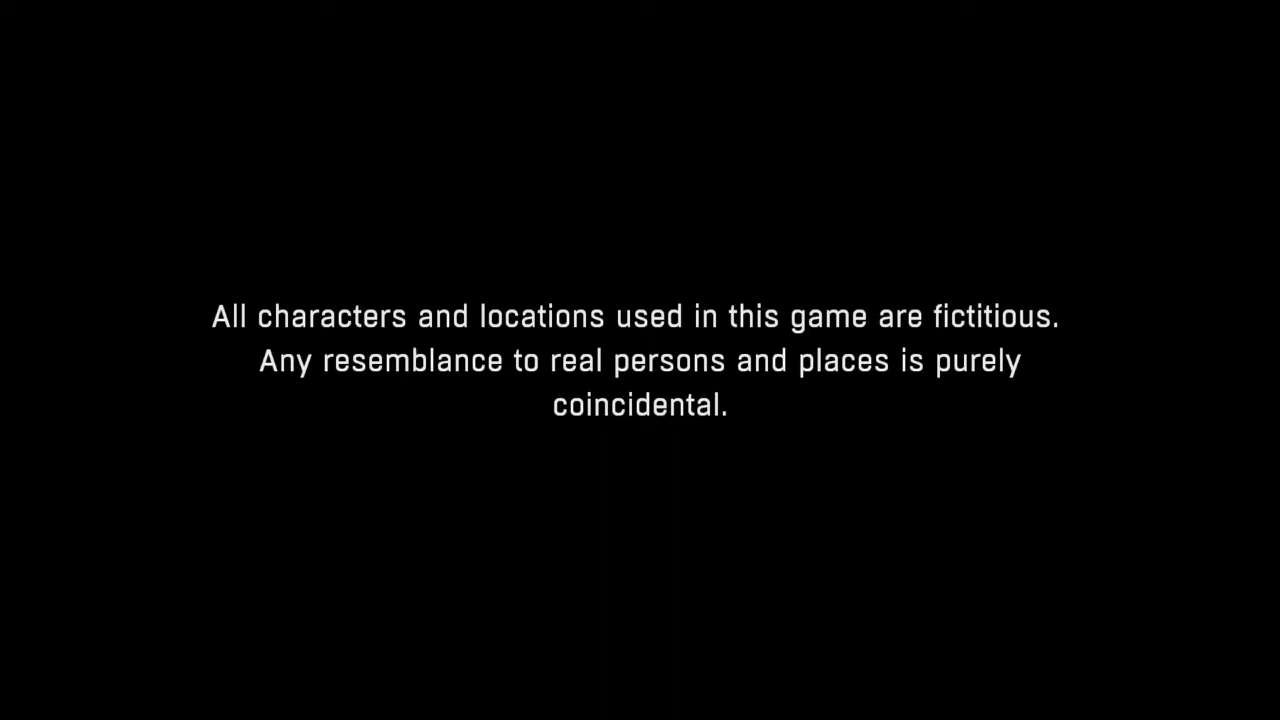 All characters and locations used in this game are fictitious.
Any resemblance to real persons and places is purely
coincidental.